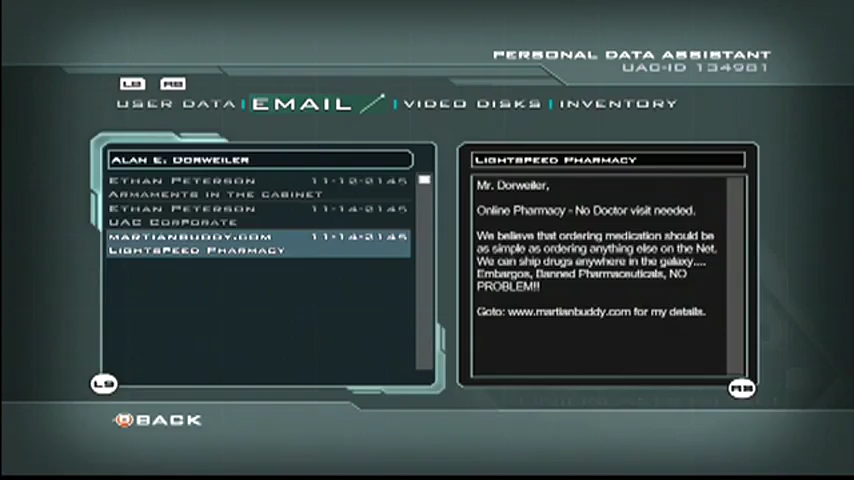 PERSONAL DATA ASSISTANT
UAC-ID 134981
LB RB
USER DATA EMAIL VIDEO DISKS INVENTORY
ALAN E. DORWEILER
ETHAN PETERSON 11-12-2145
ARMAMENTS IN THE CABINET
ETHAN PETERSON 11-14-2145
UAC CORPORATE
MARTIANBUDDY.COM 11-14-2145
LIGHTSPEED PHARMACY
LIGHTSPEED PHARMACY
Mr. Dorweiler,
Online Pharmacy - No Doctor visit needed.
We believe that ordering medication should be
as simple as ordering anything else on the Net.
We can ship drugs anywhere in the galaxy....
Embargos, Banned Pharmaceuticals, NO
PROBLEM!!
Goto: www.martianbuddy.com for my details.
LS
RS
B BACK